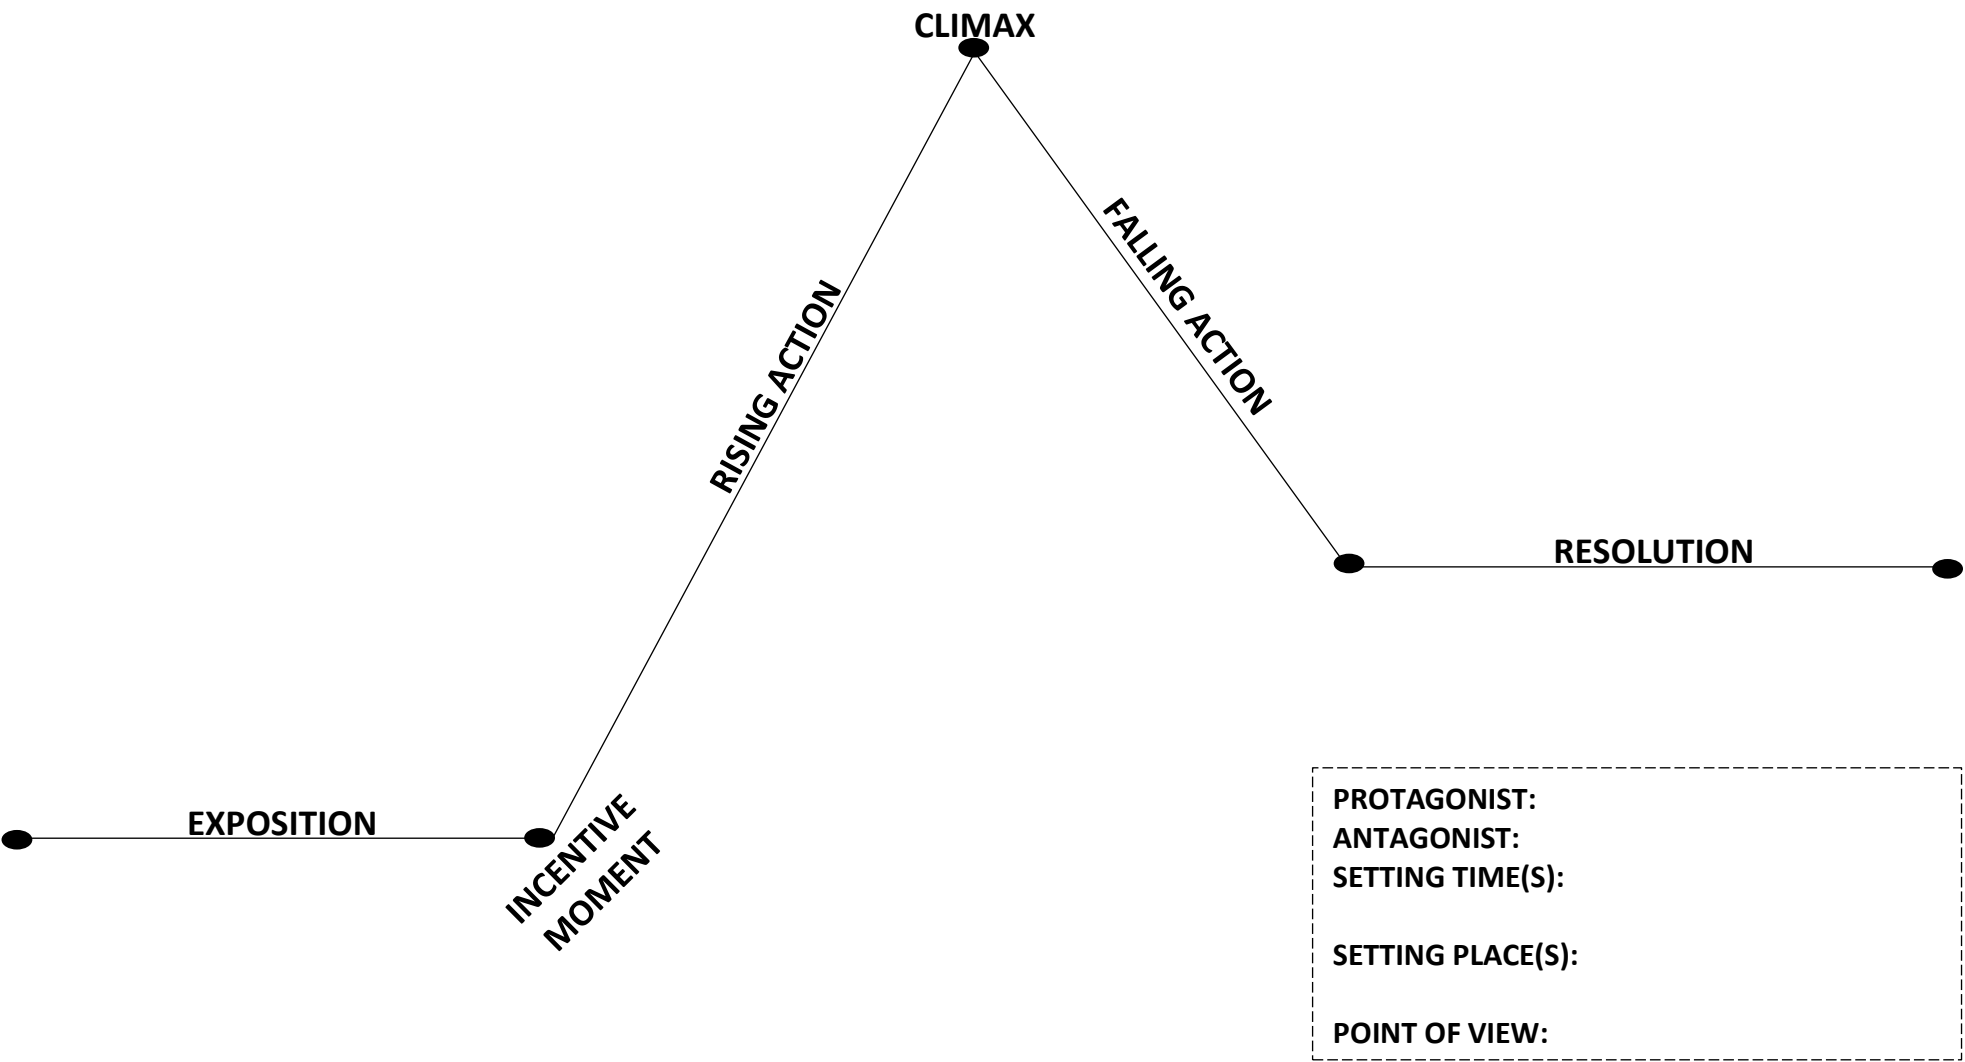 CLIMAX
FALLING ACTION
RISING ACTION
RESOLUTION
EXPOSITION
INCENTIVE
MOMENT
PROTAGONIST:
ANTAGONIST:
SETTING TIME(S):
SETTING PLACE(S):
POINT OF VIEW: